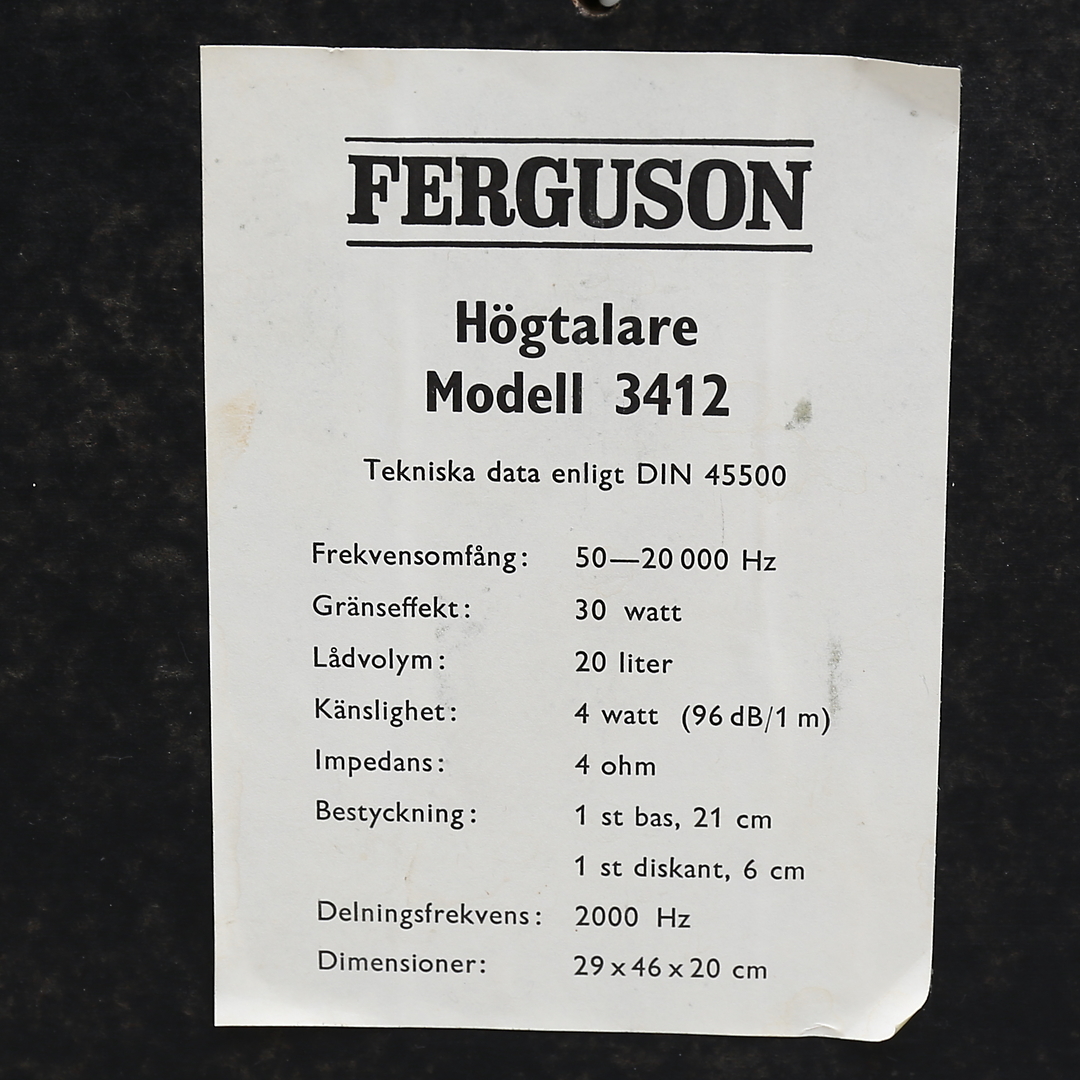 FERGUSON
Högtalare
Modell 3412
Tekniska data enligt DIN 45500
Frekvensomfång: 50—20 000 Hz
Gränseffekt: 30 watt
Lådvolym: 20 liter
Känslighet: 4 watt (96 dB/1 m)
Impedans: 4 ohm
Bestyckning: 1 st bas, 21 cm
1 st diskant, 6 cm
Delningsfrekvens: 2000 Hz
Dimensioner: 29 x 46 x 20 cm